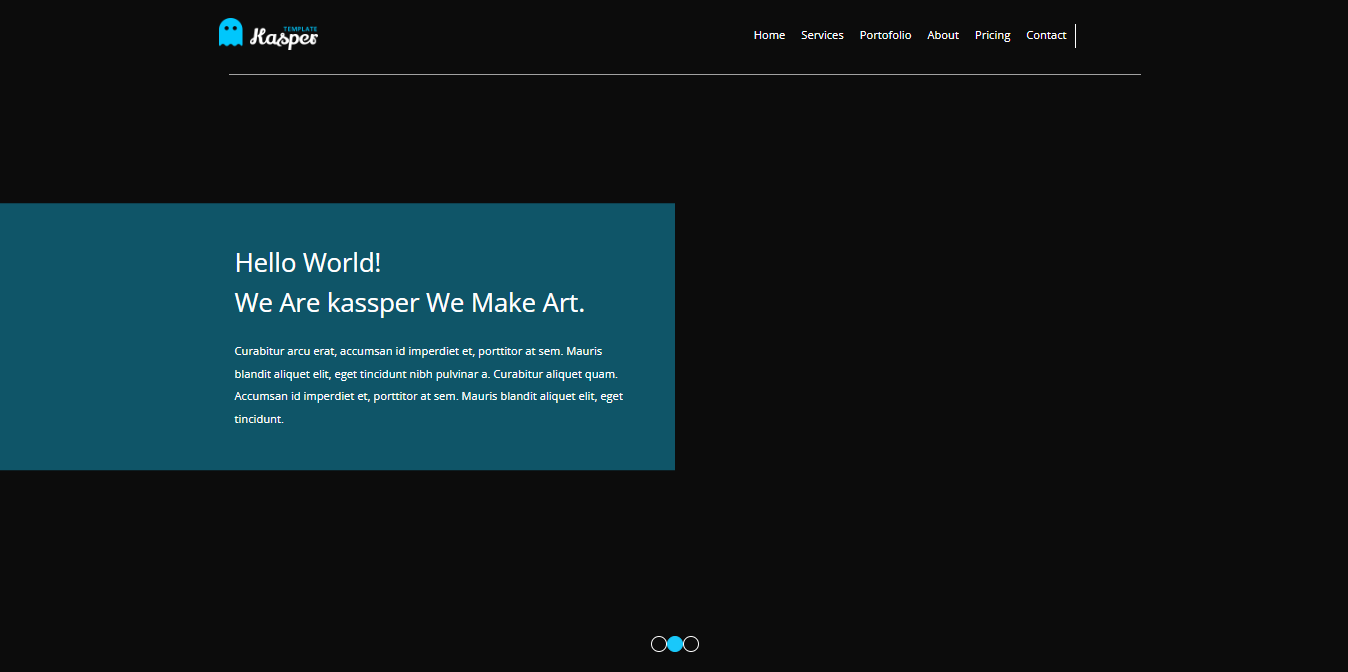 TEMPLATE
Kasper
Home Services Portofolio About Pricing Contact
Hello World!
We Are kassper We Make Art.
Curabitur arcu erat, accumsan id imperdiet et, porttitor at sem. Mauris
blandit aliquet elit, eget tincidunt nibh pulvinar a. Curabitur aliquet quam.
Accumsan id imperdiet et, porttitor at sem. Mauris blandit aliquet elit, eget
tincidunt.